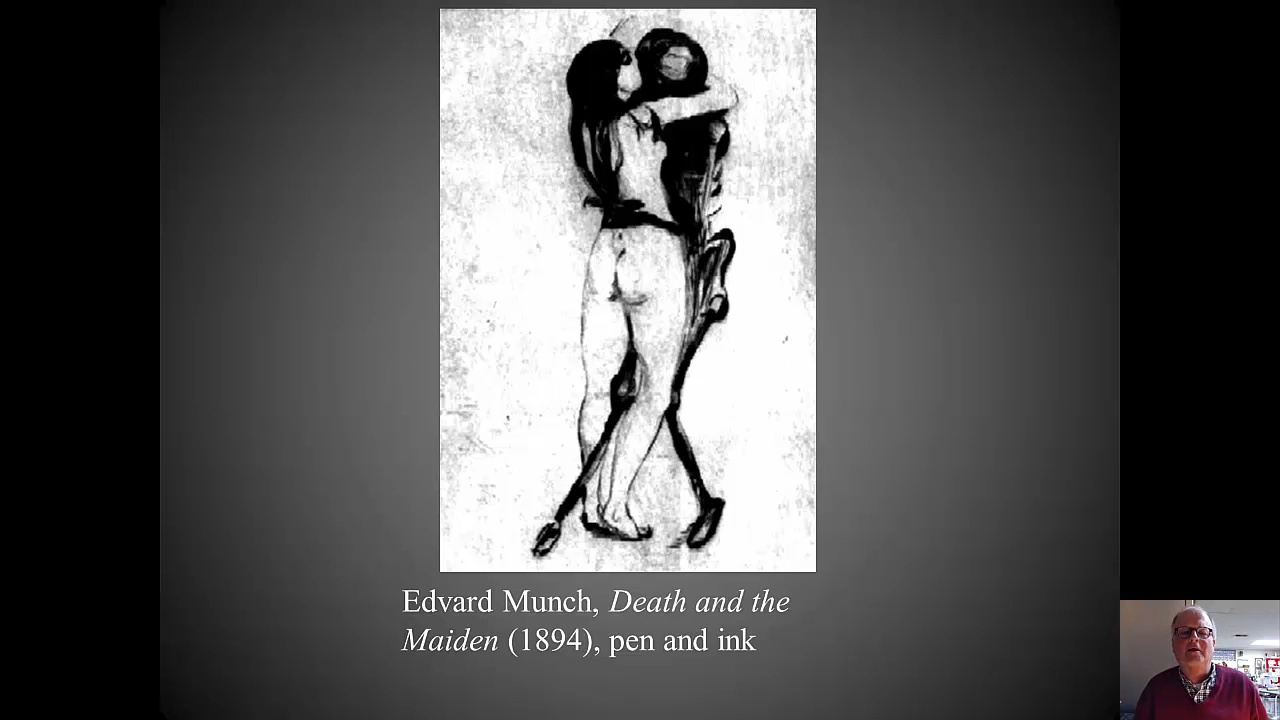 Edvard Munch, Death and the
Maiden (1894), pen and ink